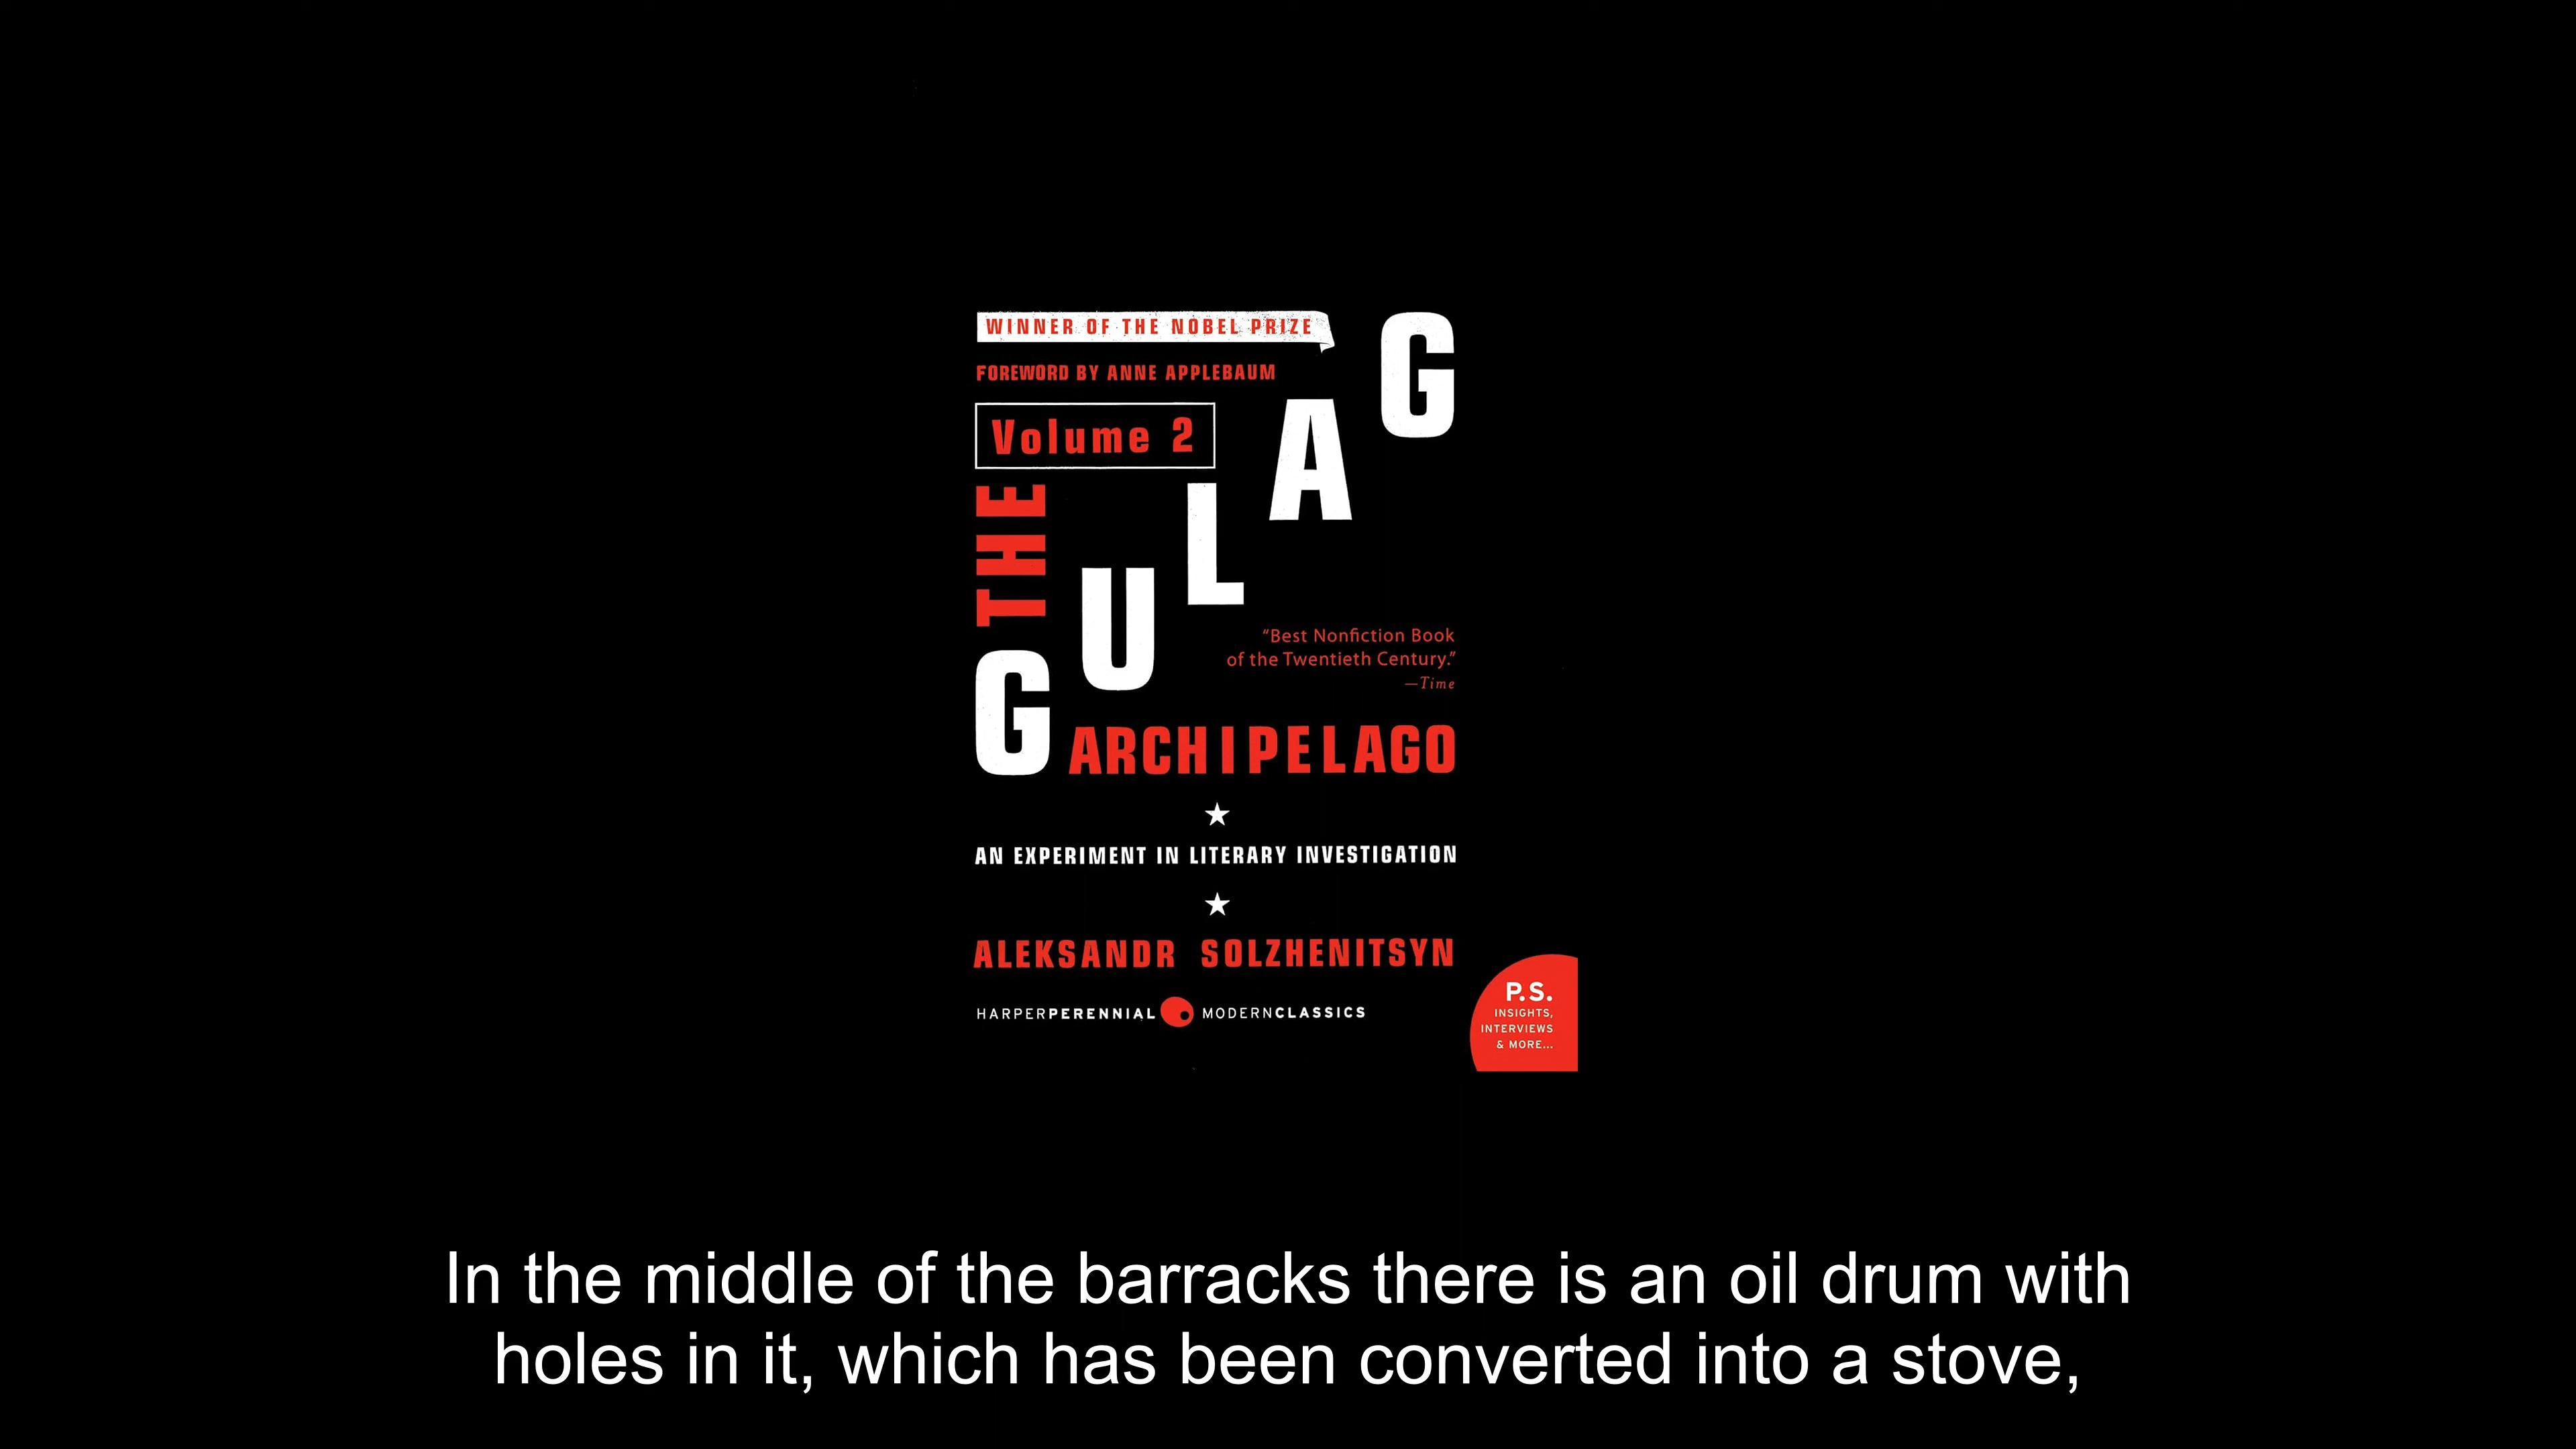 WINNER OF THE NOBEL PRIZE
FOREWORD BY ANNE APPLEBAUM
Volume 2
THE
GULAG
ARCHIPELAGO
“Best Nonfiction Book
of the Twentieth Century.”
—Time
AN EXPERIMENT IN LITERARY INVESTIGATION
ALEKSANDR SOLZHENITSYN
HARPERPERENNIAL MODERNCLASSICS
P.S.
INSIGHTS,
INTERVIEWS
& MORE...
In the middle of the barracks there is an oil drum with
holes in it, which has been converted into a stove,